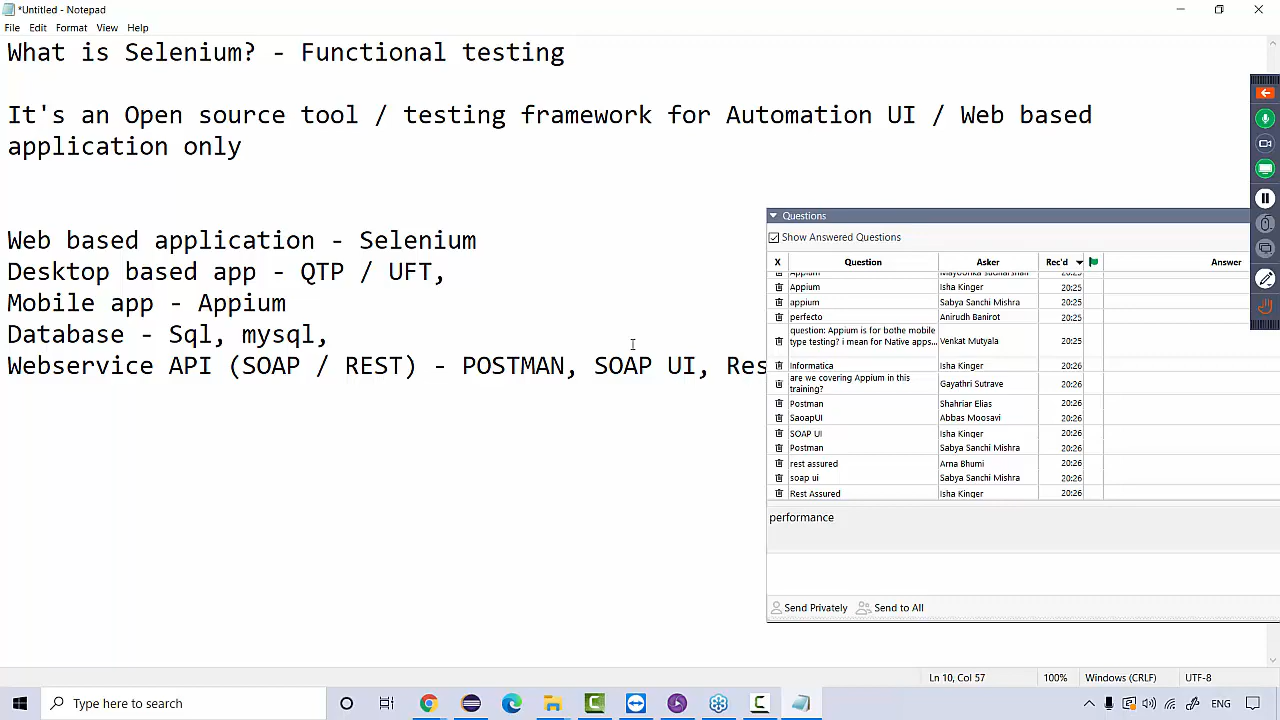 *Untitled - Notepad
File Edit Format View Help
What is Selenium? - Functional testing
It's an Open source tool / testing framework for Automation UI / Web based
application only
Web based application - Selenium
Desktop based app - QTP / UFT,
Mobile app - Appium
Database - Sql, mysql,
Webservice API (SOAP / REST) - POSTMAN, SOAP UI, Res
Questions
Show Answered Questions
X Question Asker Rec'd Answer
Appium 20:25
Appium Isha Kinger 20:25
appium Sabya Sanchi Mishra 20:25
perfecto Anirudh Banirot 20:25
question: Appium is for bothe mobile
type testing? i mean for Native apps... Venkat Mutyala 20:25
Informatica Isha Kinger 20:26
are we covering Appium in this
training? Gayathri Sutrave 20:26
Postman Shahriar Elias 20:26
SaoapUI Abbas Moosavi 20:26
SOAP UI Isha Kinger 20:26
Postman Sabya Sanchi Mishra 20:26
rest assured Arna Bhumi 20:26
soap ui Sabya Sanchi Mishra 20:26
Rest Assured Isha Kinger 20:26
performance
Send Privately Send to All
Ln 10, Col 57 100% Windows (CRLF) UTF-8
Type here to search
ENG